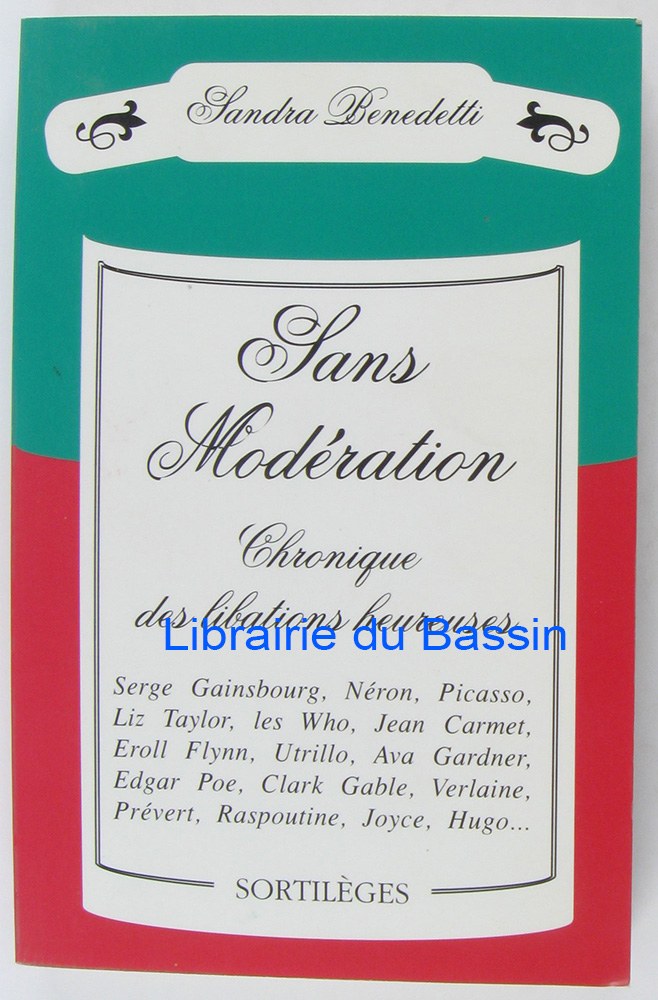 Sandra Benedetti
Sans
Modération
Chronique
des libations heureuses
Librairie du Bassin
Serge Gainsbourg, Néron, Picasso,
Liz Taylor, les Who, Jean Carmet,
Eroll Flynn, Utrillo, Ava Gardner,
Edgar Poe, Clark Gable, Verlaine,
Prévert, Raspoutine, Joyce, Hugo...
SORTILÈGES